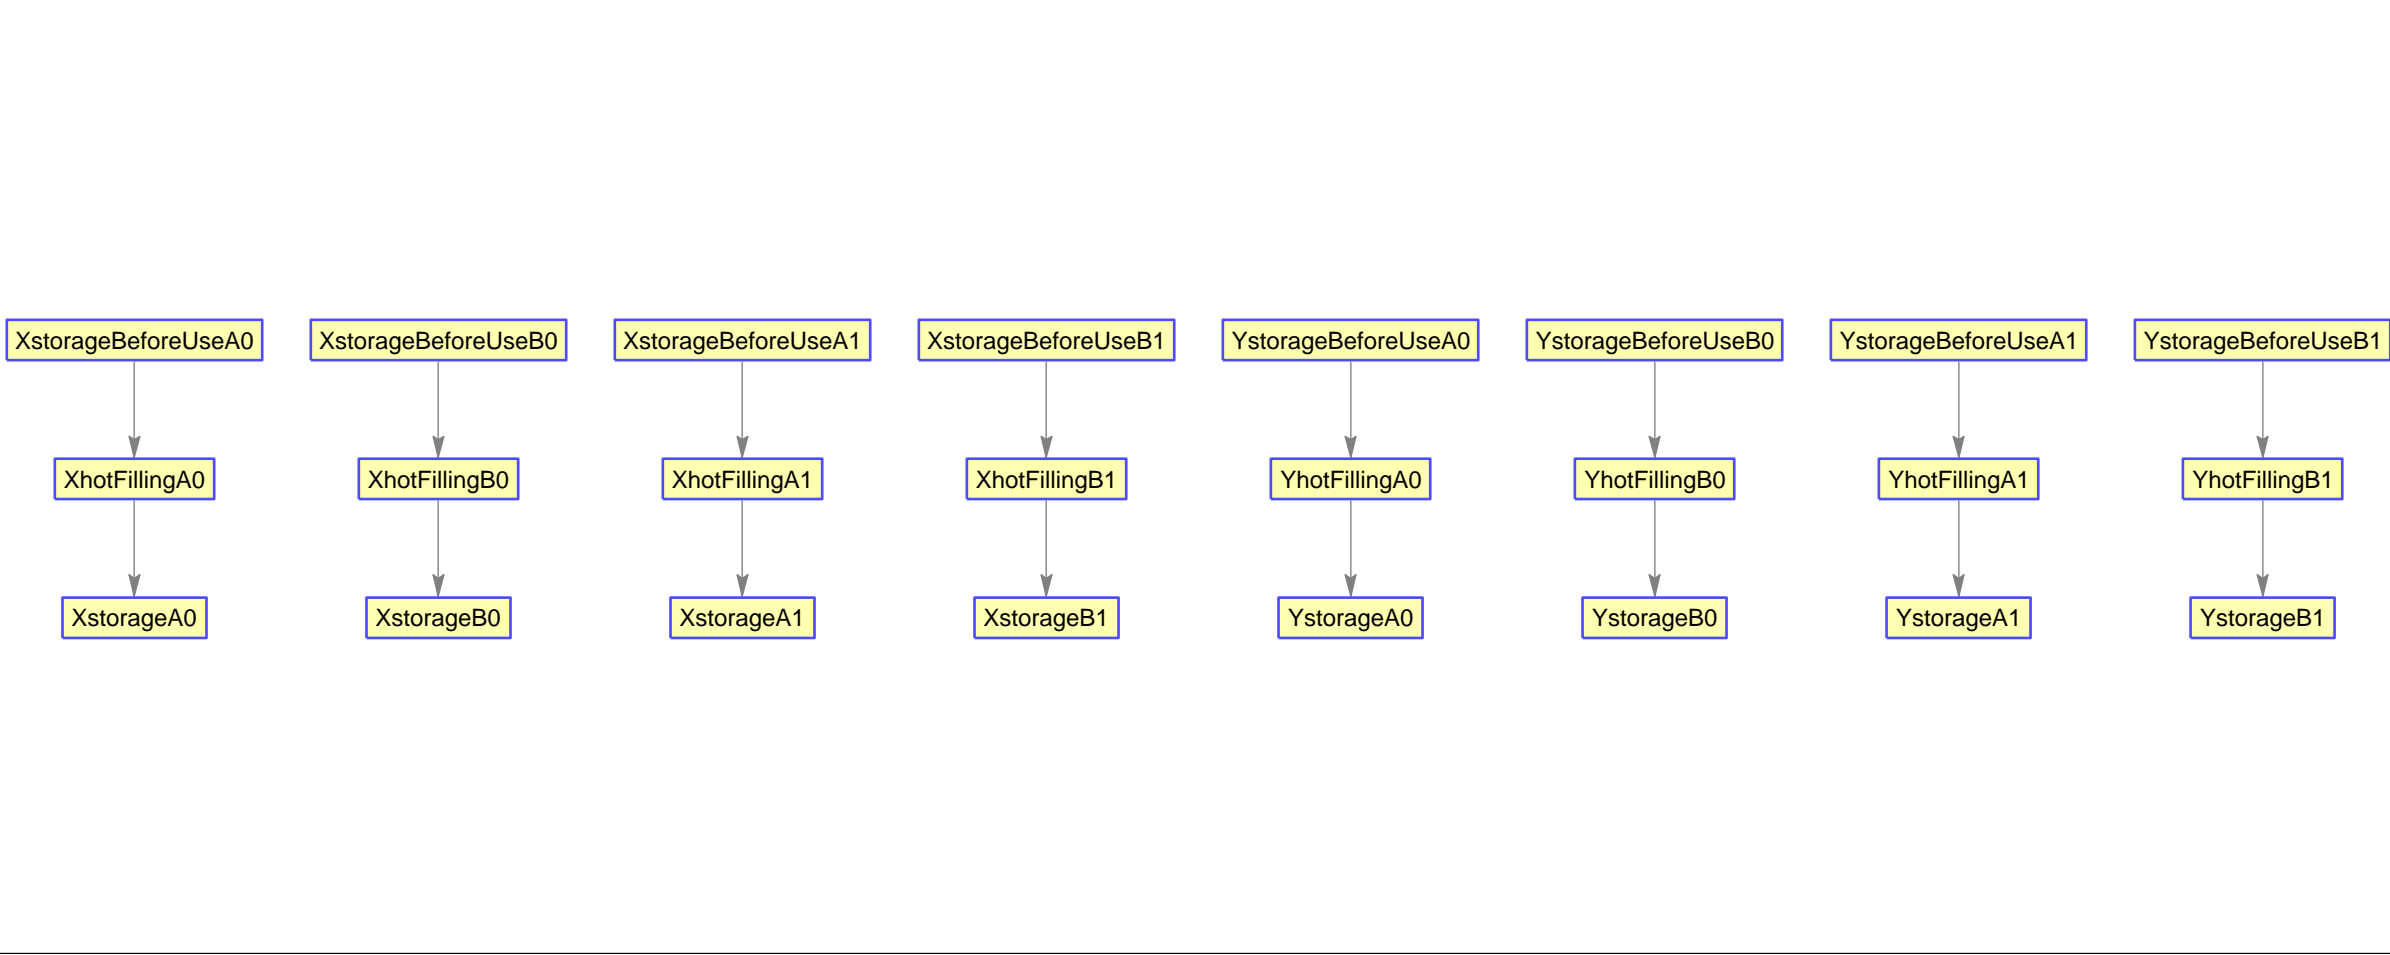 XstorageBeforeUseA0
XstorageBeforeUseB0
XstorageBeforeUseA1
XstorageBeforeUseB1
YstorageBeforeUseA0
YstorageBeforeUseB0
YstorageBeforeUseA1
YstorageBeforeUseB1
XhotFillingA0
XhotFillingB0
XhotFillingA1
XhotFillingB1
YhotFillingA0
YhotFillingB0
YhotFillingA1
YhotFillingB1
XstorageA0
XstorageB0
XstorageA1
XstorageB1
YstorageA0
YstorageB0
YstorageA1
YstorageB1